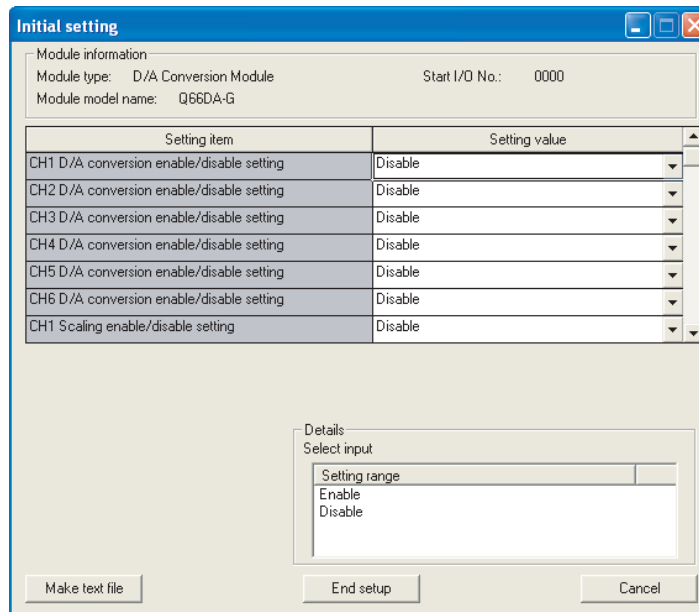 Initial setting
Module information
Module type: D/A Conversion Module Start I/O No.: 0000
Module model name: Q66DA-G
Setting item Setting value
CH1 D/A conversion enable/disable setting Disable
CH2 D/A conversion enable/disable setting Disable
CH3 D/A conversion enable/disable setting Disable
CH4 D/A conversion enable/disable setting Disable
CH5 D/A conversion enable/disable setting Disable
CH6 D/A conversion enable/disable setting Disable
CH1 Scaling enable/disable setting Disable
Details
Select input
Setting range
Enable
Disable
Make text file End setup Cancel